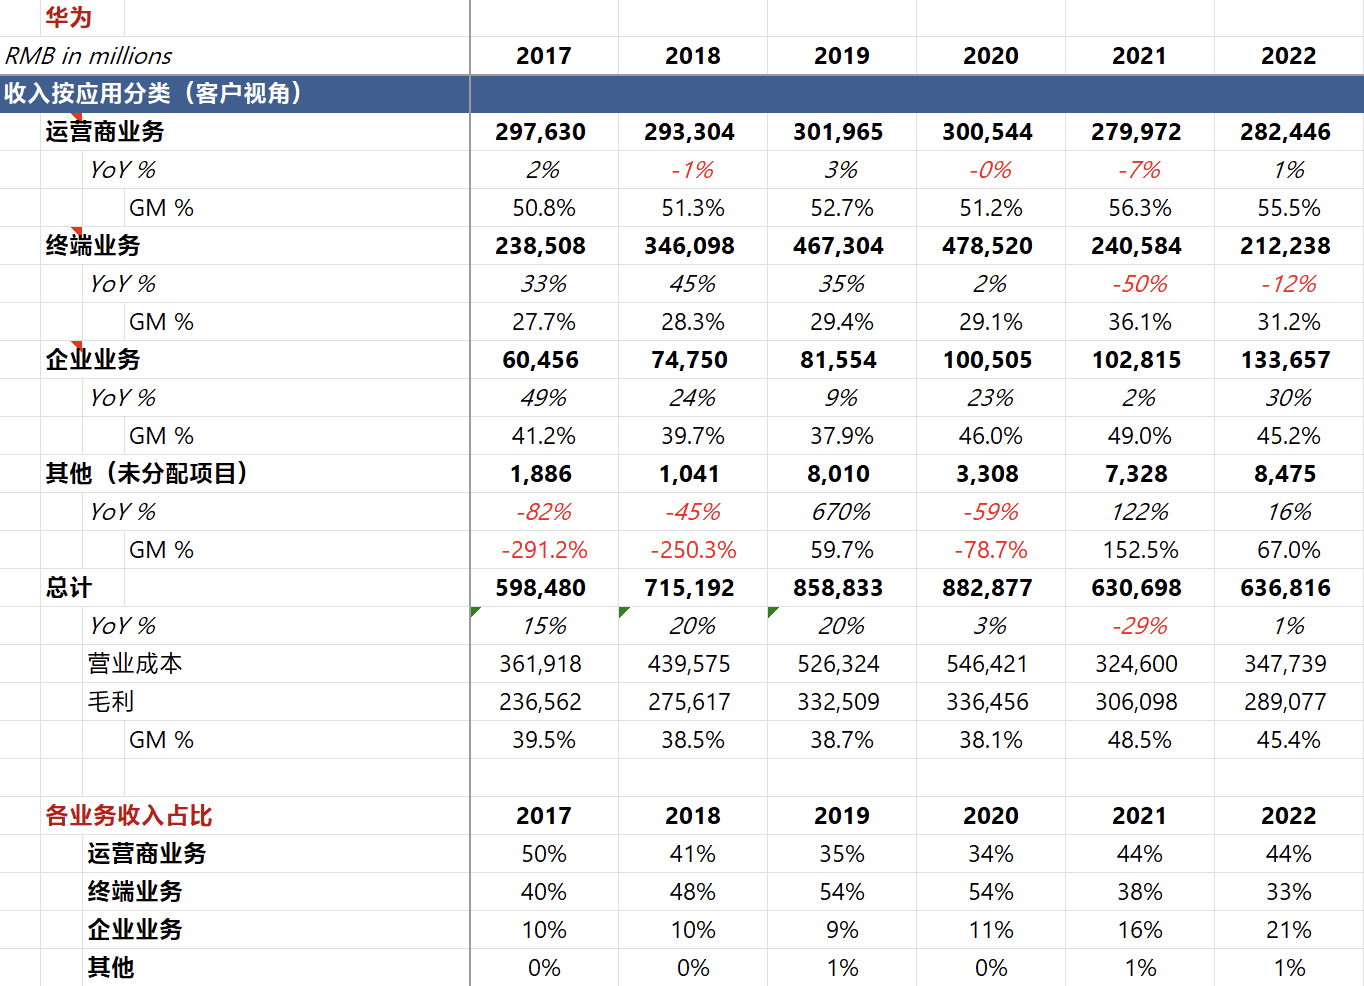 华为
RMB in millions 2017 2018 2019 2020 2021 2022
收入按应用分类（客户视角）
运营商业务 297,630 293,304 301,965 300,544 279,972 282,446
YoY % 2% -1% 3% -0% -7% 1%
GM % 50.8% 51.3% 52.7% 51.2% 56.3% 55.5%
终端业务 238,508 346,098 467,304 478,520 240,584 212,238
YoY % 33% 45% 35% 2% -50% -12%
GM % 27.7% 28.3% 29.4% 29.1% 36.1% 31.2%
企业业务 60,456 74,750 81,554 100,505 102,815 133,657
YoY % 49% 24% 9% 23% 2% 30%
GM % 41.2% 39.7% 37.9% 46.0% 49.0% 45.2%
其他（未分配项目） 1,886 1,041 8,010 3,308 7,328 8,475
YoY % -82% -45% 670% -59% 122% 16%
GM % -291.2% -250.3% 59.7% -78.7% 152.5% 67.0%
总计 598,480 715,192 858,833 882,877 630,698 636,816
YoY % 15% 20% 20% 3% -29% 1%
营业成本 361,918 439,575 526,324 546,421 324,600 347,739
毛利 236,562 275,617 332,509 336,456 306,098 289,077
GM % 39.5% 38.5% 38.7% 38.1% 48.5% 45.4%
各业务收入占比 2017 2018 2019 2020 2021 2022
运营商业务 50% 41% 35% 34% 44% 44%
终端业务 40% 48% 54% 54% 38% 33%
企业业务 10% 10% 9% 11% 16% 21%
其他 0% 0% 1% 0% 1% 1%